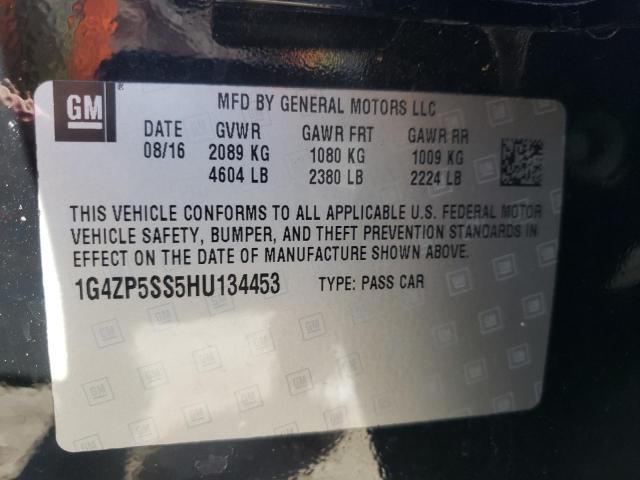 GM ®
MFD BY GENERAL MOTORS LLC
DATE GVWR GAWR FRT GAWR RR
08/16 2089 KG 1080 KG 1009 KG
4604 LB 2380 LB 2224 LB
THIS VEHICLE CONFORMS TO ALL APPLICABLE U.S. FEDERAL MOTOR
VEHICLE SAFETY, BUMPER, AND THEFT PREVENTION STANDARDS IN
EFFECT ON THE DATE OF MANUFACTURE SHOWN ABOVE.
1G4ZP5SS5HU134453 TYPE: PASS CAR